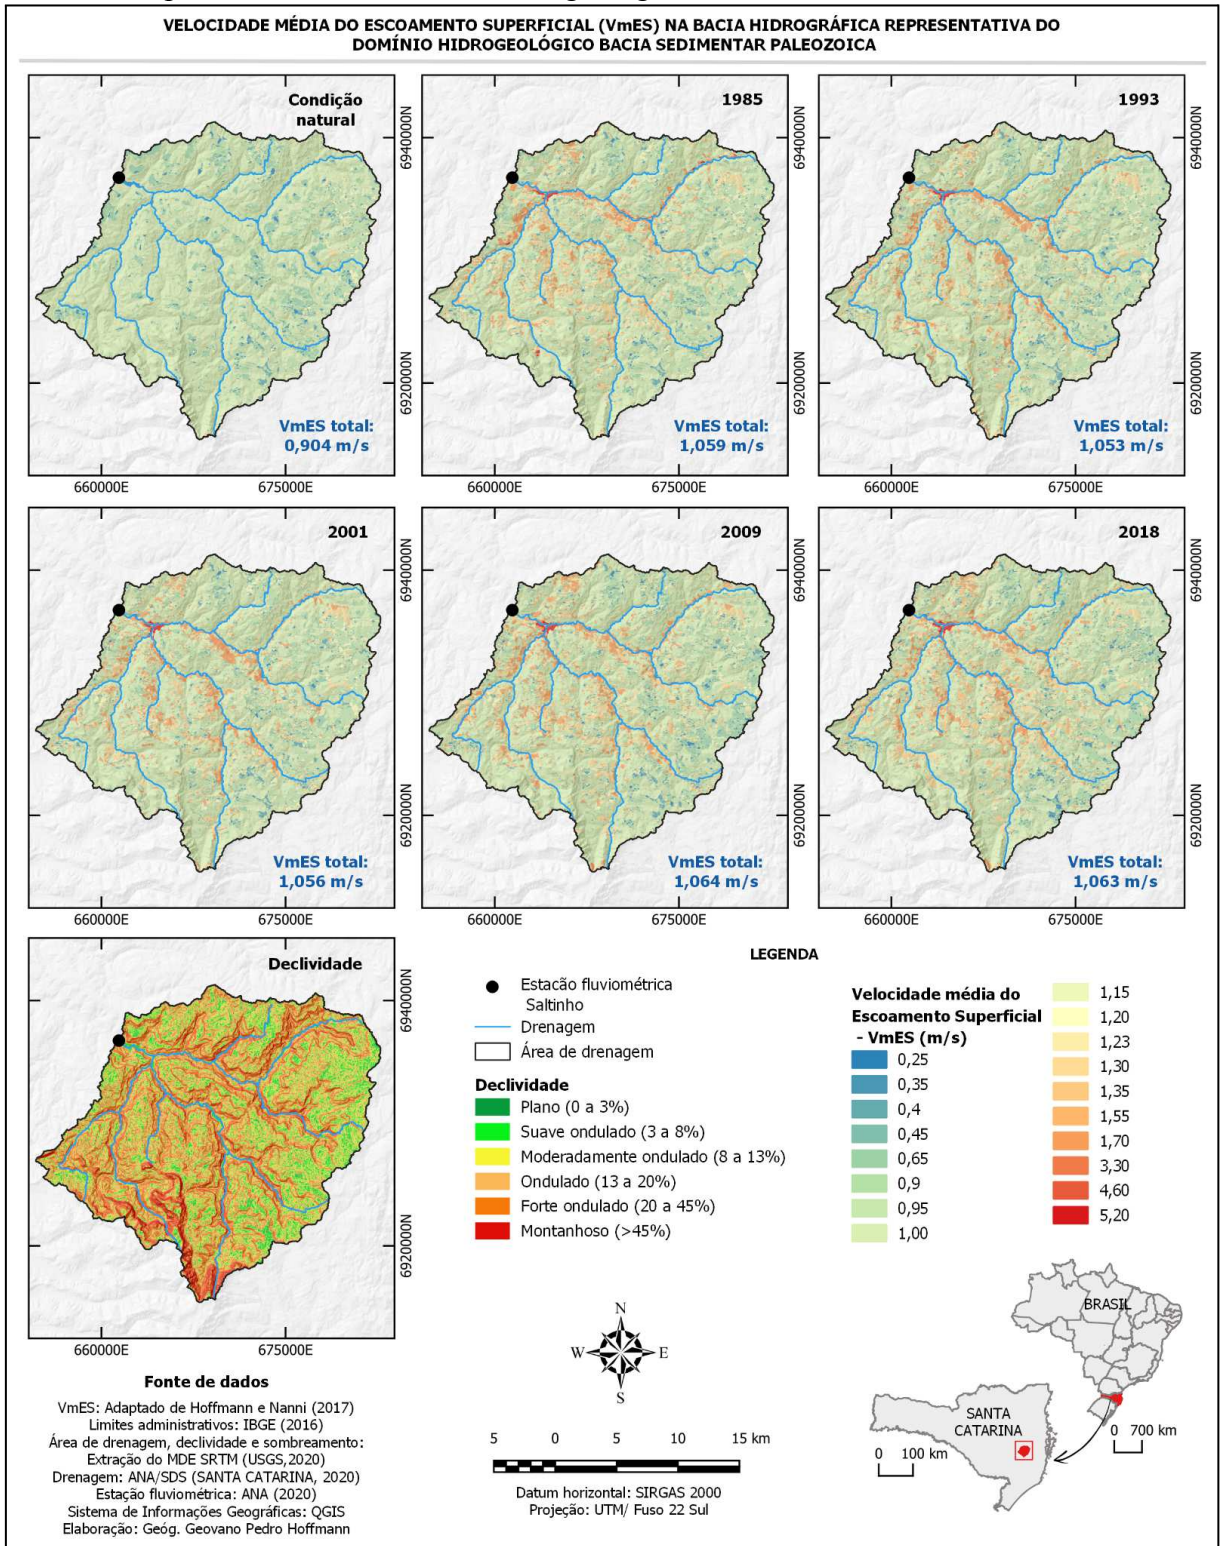 VELOCIDADE MÉDIA DO ESCOAMENTO SUPERFICIAL (VmES) NA BACIA HIDROGRÁFICA REPRESENTATIVA DO
DOMÍNIO HIDROGEOLÓGICO BACIA SEDIMENTAR PALEOZOICA
Condição
natural
6940000N
6920000N
VmES total:
0,904 m/s
660000E
675000E
1985
6940000N
6920000N
VmES total:
1,059 m/s
660000E
675000E
1993
6940000N
6920000N
VmES total:
1,053 m/s
660000E
675000E
2001
6940000N
6920000N
VmES total:
1,056 m/s
660000E
675000E
2009
6940000N
6920000N
VmES total:
1,064 m/s
660000E
675000E
2018
6940000N
6920000N
VmES total:
1,063 m/s
660000E
675000E
Declividade
6940000N
6920000N
660000E
675000E
LEGENDA
Estacão fluviométrica
Saltinho
Drenagem
Área de drenagem
Declividade
Plano (0 a 3%)
Suave ondulado (3 a 8%)
Moderadamente ondulado (8 a 13%)
Ondulado (13 a 20%)
Forte ondulado (20 a 45%)
Montanhoso (>45%)
Velocidade média do
Escoamento Superficial
- VmES (m/s)
0,25
0,35
0,4
0,45
0,65
0,9
0,95
1,00
1,15
1,20
1,23
1,30
1,35
1,55
1,70
3,30
4,60
5,20
N
W
E
S
5 0 5 10 15 km
Datum horizontal: SIRGAS 2000
Projeção: UTM/ Fuso 22 Sul
BRASIL
0 700 km
SANTA
CATARINA
0 100 km
Fonte de dados
VmES: Adaptado de Hoffmann e Nanni (2017)
Limites administrativos: IBGE (2016)
Área de drenagem, declividade e sombreamento:
Extração do MDE SRTM (USGS,2020)
Drenagem: ANA/SDS (SANTA CATARINA, 2020)
Estação fluviométrica: ANA (2020)
Sistema de Informações Geográficas: QGIS
Elaboração: Geóg. Geovano Pedro Hoffmann